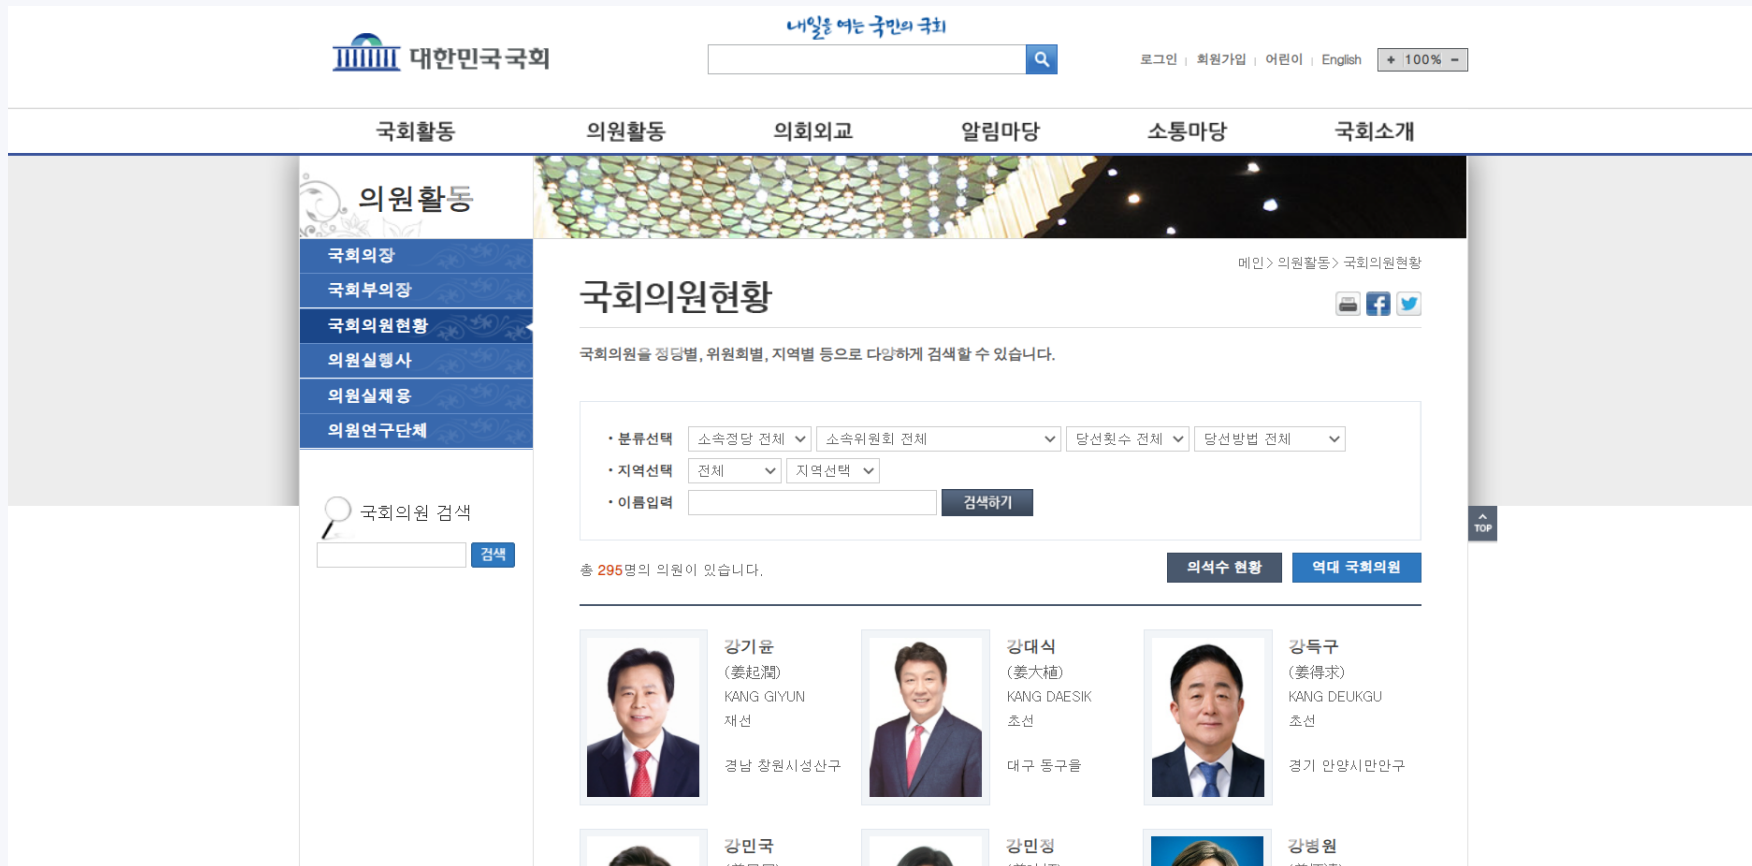 내일을 여는 국민의 국회
대한민국국회
로그인 회원가입 어린이 English + 100% -
국회활동 의원활동 의회외교 알림마당 소통마당 국회소개
의원활동
국회의장
국회부의장
국회의원현황
의원실행사
의원실채용
의원연구단체
국회의원 검색
검색
메인 > 의원활동 > 국회의원현황
국회의원현황
국회의원을 정당별, 위원회별, 지역별 등으로 다양하게 검색할 수 있습니다.
• 분류선택 소속정당 전체 소속위원회 전체 당선횟수 전체 당선방법 전체
• 지역선택 전체 지역선택
• 이름입력 검색하기
TOP
총 295명의 의원이 있습니다.
의석수 현황 역대 국회의원
강기윤
(姜起潤)
KANG GIYUN
재선
경남 창원시성산구
강대식
(姜大植)
KANG DAESIK
초선
대구 동구을
강득구
(姜得求)
KANG DEUKGU
초선
경기 안양시만안구
강민국
강민정
강병원